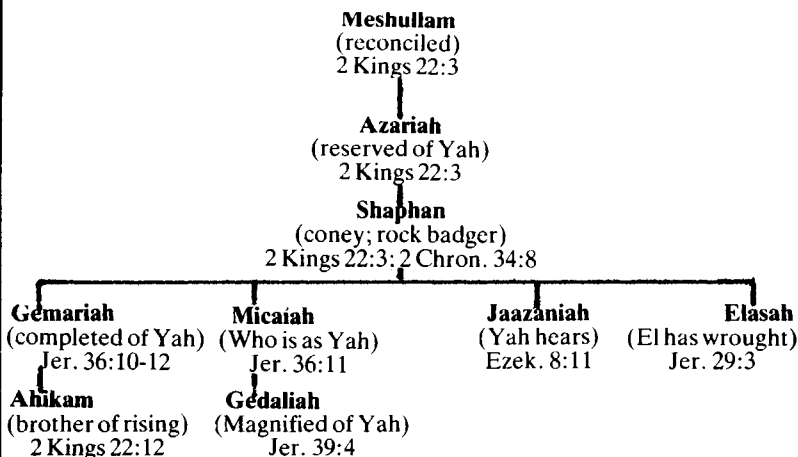 Meshullam
(reconciled)
2 Kings 22:3
Azariah
(reserved of Yah)
2 Kings 22:3
Shaphan
(coney; rock badger)
2 Kings 22:3: 2 Chron. 34:8
Gemariah Micaiah Jaazaniah Elasah
(completed of Yah) (Who is as Yah) (Yah hears) (El has wrought)
Jer. 36:10-12 Jer. 36:11 Ezek. 8:11 Jer. 29:3
Ahikam Gedaliah
(brother of rising) (Magnified of Yah)
2 Kings 22:12 Jer. 39:4